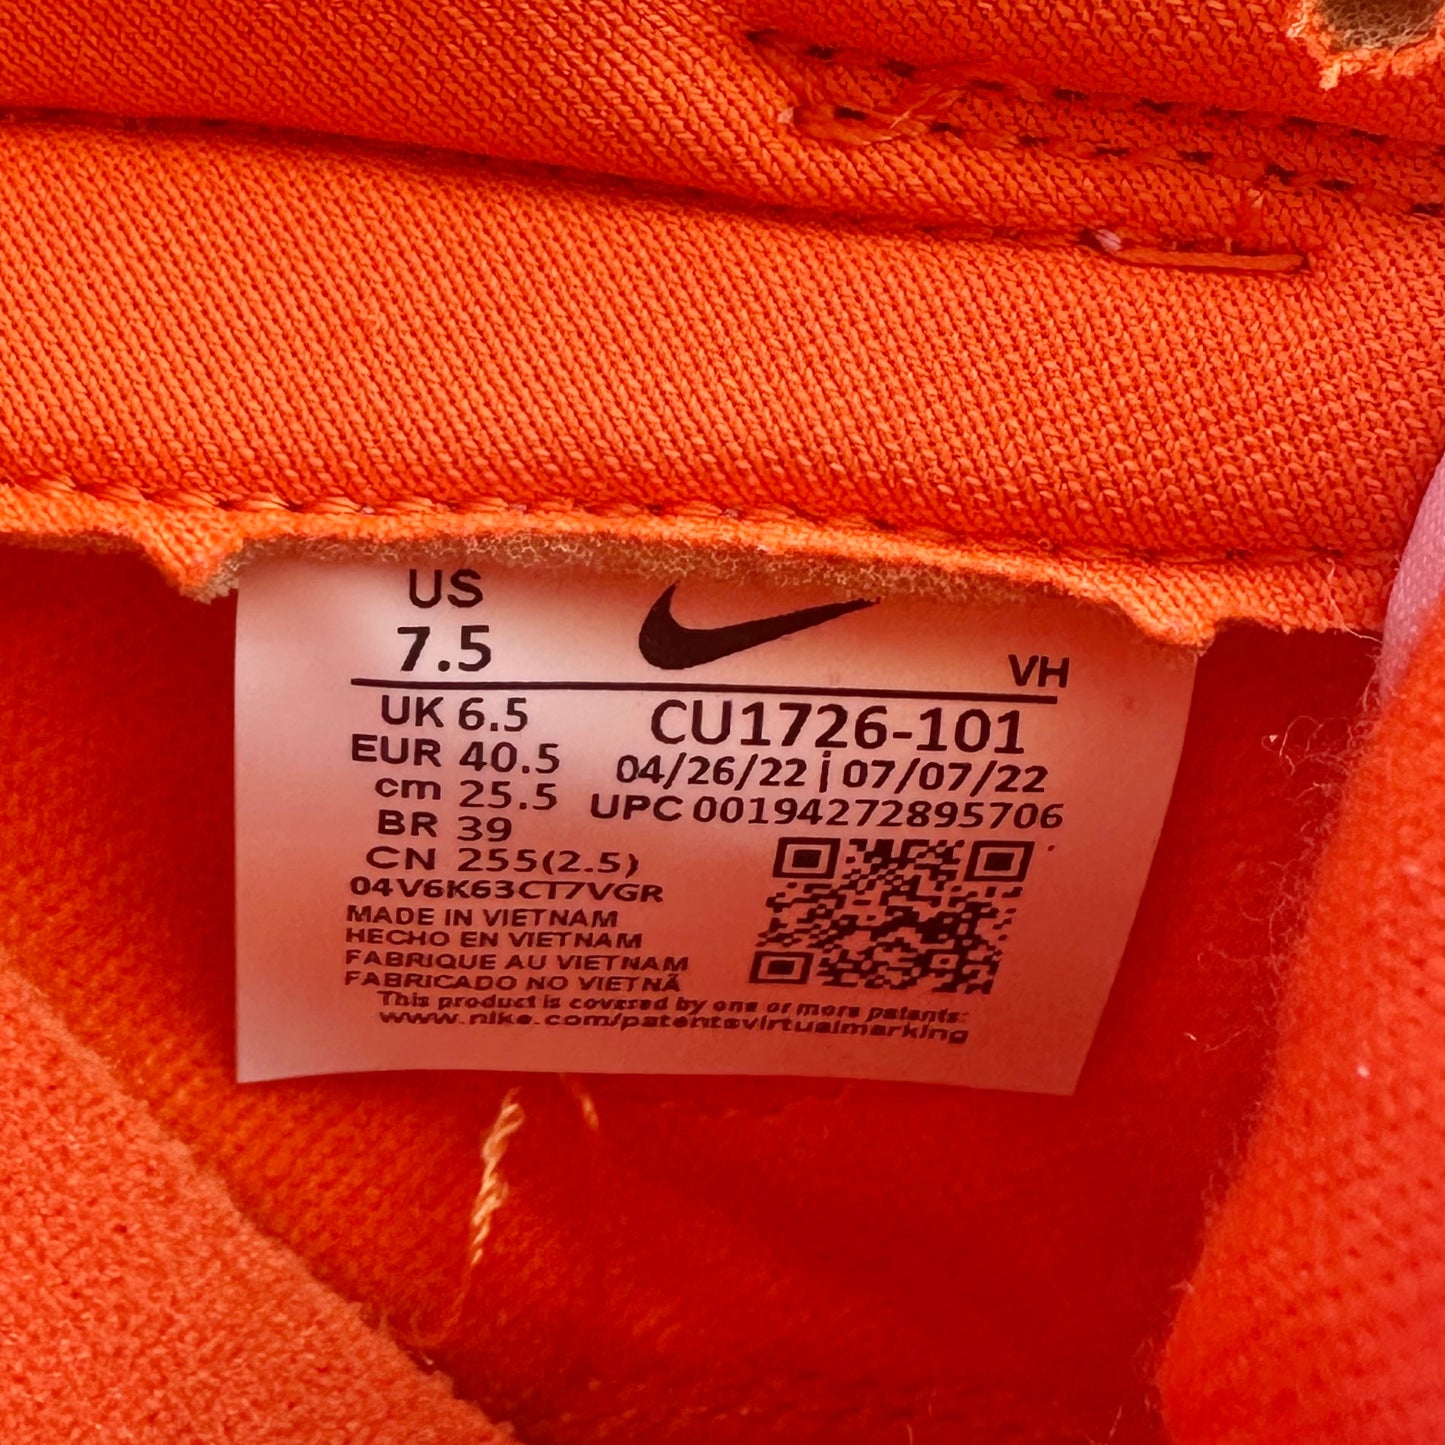 US
7.5
VH
UK 6.5
EUR 40.5
cm 25.5
BR 39
CN 255(2.5)
CU1726-101
04/26/22 | 07/07/22
UPC 00194272895706
04V6K63CT7VGR
MADE IN VIETNAM
HECHO EN VIETNAM
FABRIQUE AU VIETNAM
FABRICADO NO VIETNÃ
This product is covered by one or more patents:
www.nike.com/patentsvirtualmarking